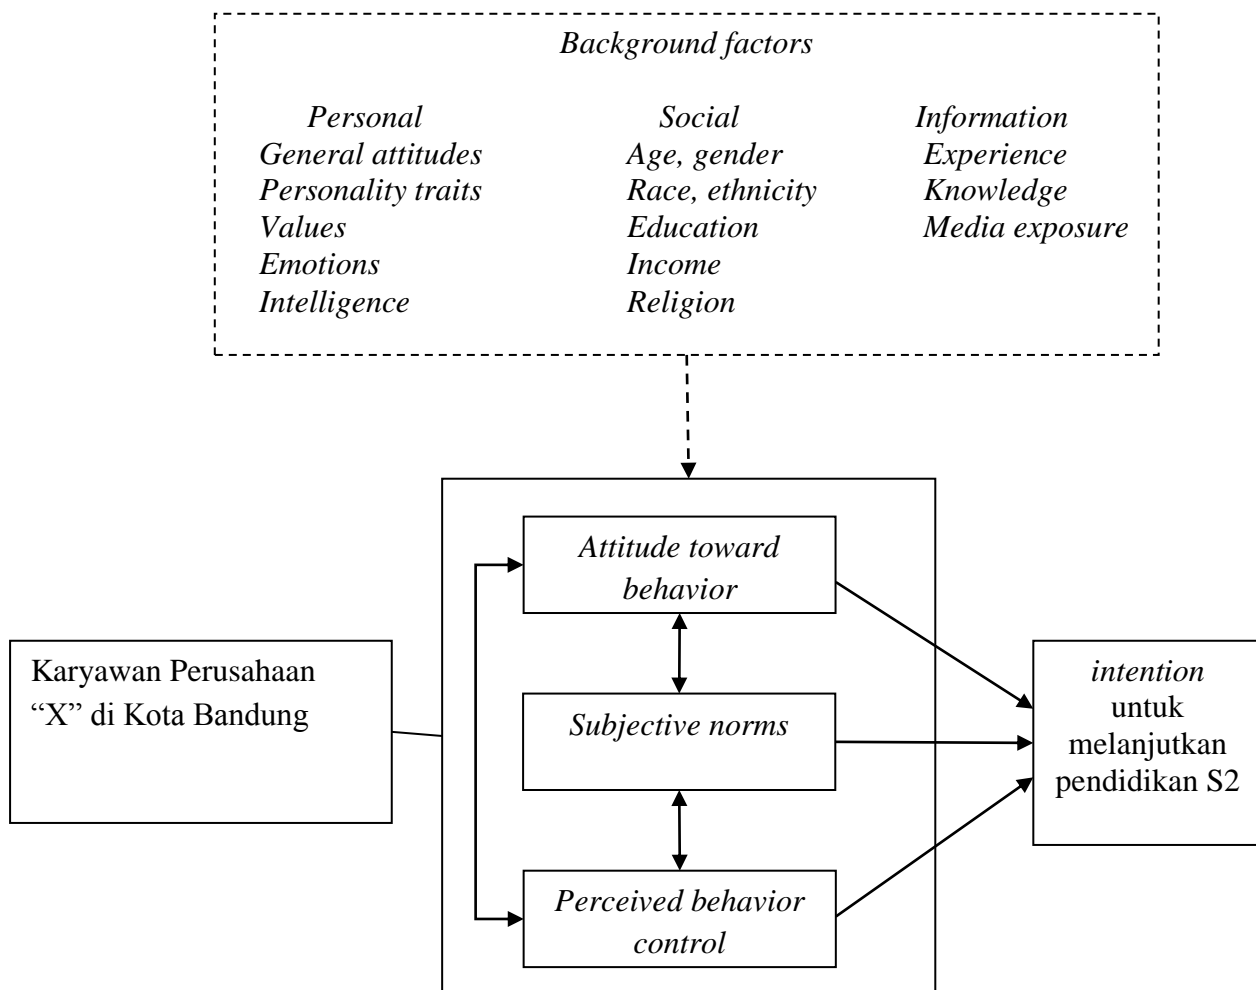 Background factors
Personal Social Information
General attitudes Age, gender Experience
Personality traits Race, ethnicity Knowledge
Values Education Media exposure
Emotions Income
Intelligence Religion
Attitude toward
behavior
Karyawan Perusahaan
“X” di Kota Bandung
Subjective norms
intention
untuk
melanjutkan
pendidikan S2
Perceived behavior
control